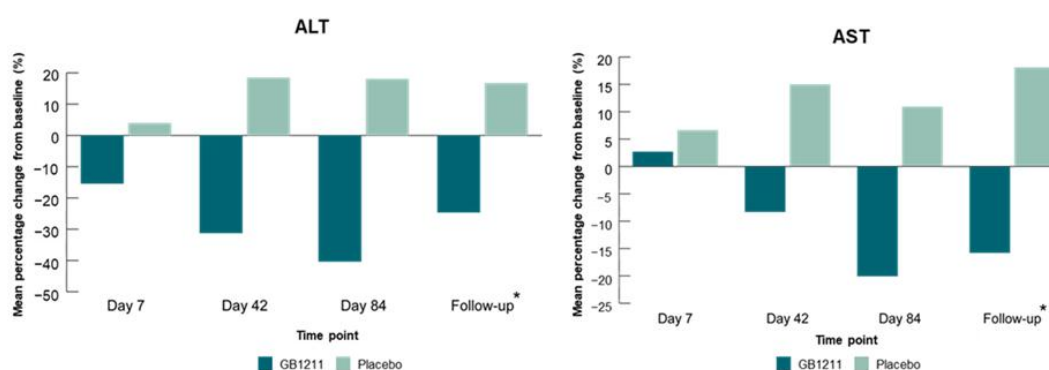 ALT
Mean percentage change from baseline (%)
20
10
0
−10
−20
−30
−40
−50
Day 7
Day 42
Day 84
Follow-up*
Time point
GB1211
Placebo
AST
Mean percentage change from baseline (%)
20
15
10
5
0
−5
−10
−15
−20
−25
Day 7
Day 42
Day 84
Follow-up*
Time point
GB1211
Placebo